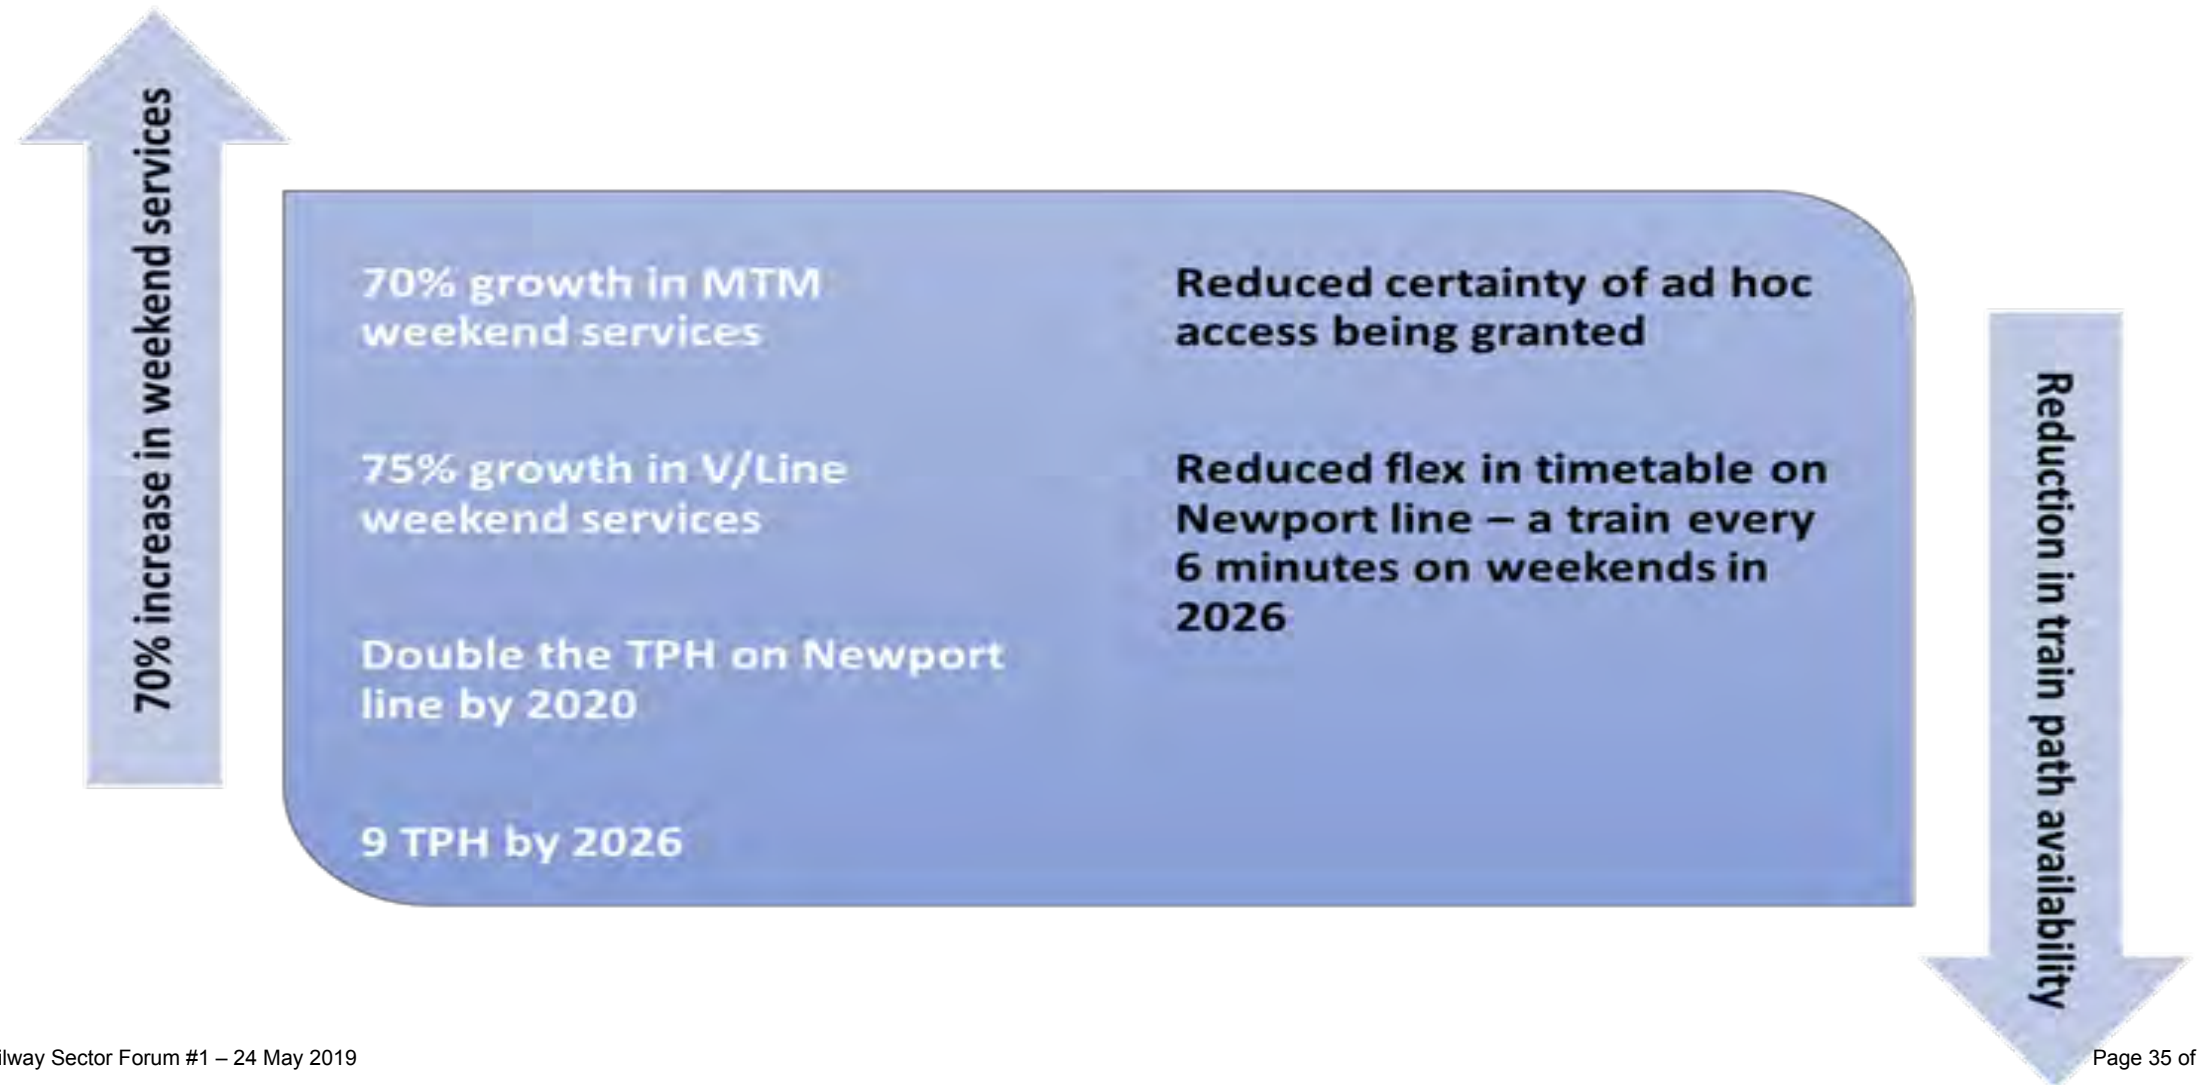 70% increase in weekend services
70% growth in MTM
weekend services
75% growth in V/Line
weekend services
Double the TPH on Newport
line by 2020
9 TPH by 2026
Reduced certainty of ad hoc
access being granted
Reduced flex in timetable on
Newport line – a train every
6 minutes on weekends in
2026
Reduction in train path availability
Sector Forum #1 – 24 May 2019
Page 35 of